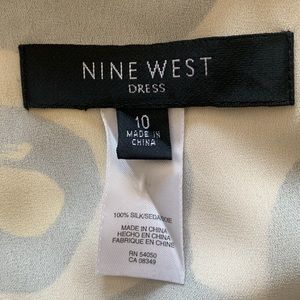 NINE WEST
DRESS
10
MADE IN
CHINA
100% SILK/SEDA/SOIE
MADE IN CHINA
HECHO EN CHINA
FABRIQUE EN CHINE
RN 54050
CA 08349